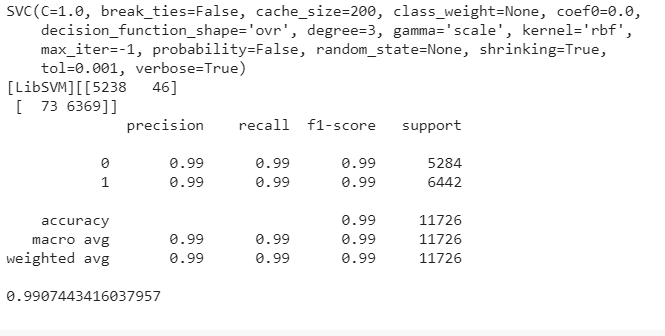 SVC(C=1.0, break_ties=False, cache_size=200, class_weight=None, coef0=0.0,
decision_function_shape='ovr', degree=3, gamma='scale', kernel='rbf',
max_iter=-1, probability=False, random_state=None, shrinking=True,
tol=0.001, verbose=True)
[LibSVM][[5238   46]
[  73 6369]]
precision    recall  f1-score   support
0       0.99      0.99      0.99      5284
1       0.99      0.99      0.99      6442
accuracy                           0.99     11726
macro avg       0.99      0.99      0.99     11726
weighted avg       0.99      0.99      0.99     11726
0.9907443416037957